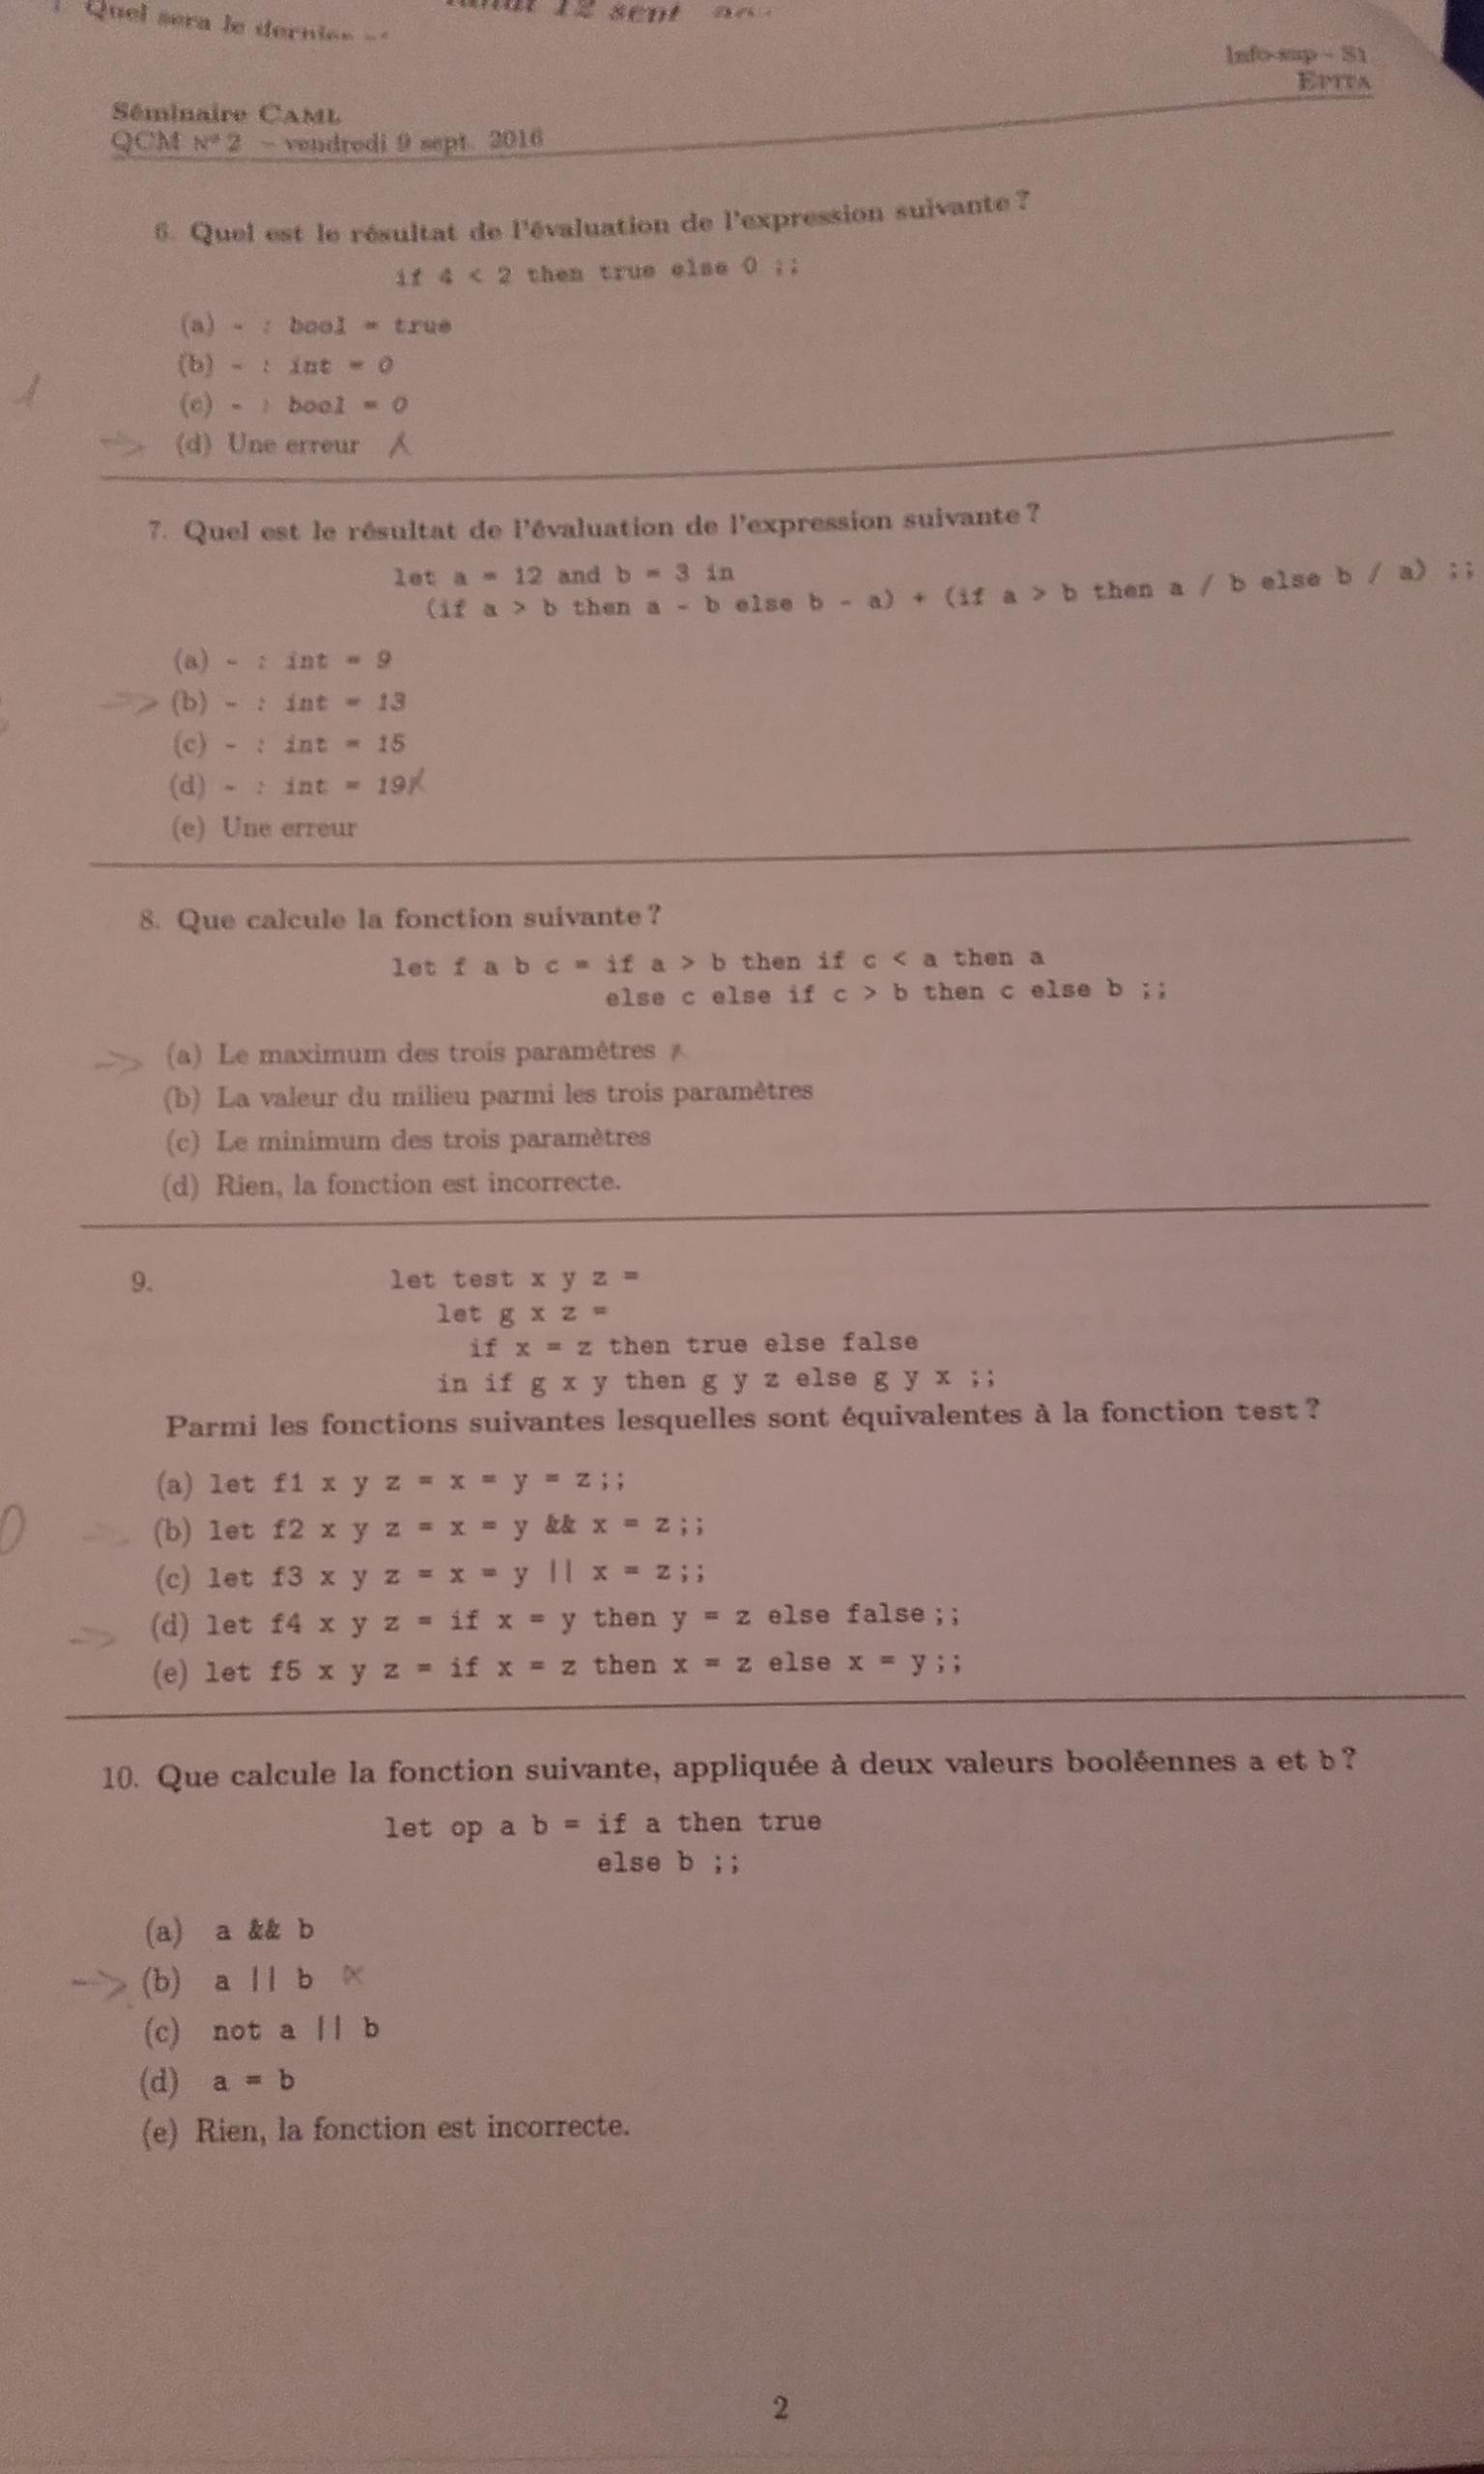 Quel sera le dernier
12 sept
Info-sup – S1
EPITA
Séminaire CAML
QCM N° 2 – vendredi 9 sept. 2016
6. Quel est le résultat de l'évaluation de l'expression suivante ?
if 4 < 2 then true else 0 ;;
(a) - : bool = true
(b) - : int = 0
1
(c) - : bool = 0
(d) Une erreur
7. Quel est le résultat de l'évaluation de l'expression suivante ?
let a = 12 and b = 3 in
(if a > b then a - b else b - a) + (if a > b then a / b else b / a) ;;
(a) - : int = 9
(b) - : int = 13
(c) - : int = 15
(d) - : int = 19
(e) Une erreur
8. Que calcule la fonction suivante ?
let f a b c = if a > b then if c < a then a
else c else if c > b then c else b ;;
(a) Le maximum des trois paramètres
(b) La valeur du milieu parmi les trois paramètres
(c) Le minimum des trois paramètres
(d) Rien, la fonction est incorrecte.
9. let test x y z =
let g x z =
if x = z then true else false
in if g x y then g y z else g y x ;;
Parmi les fonctions suivantes lesquelles sont équivalentes à la fonction test ?
(a) let f1 x y z = x = y = z;;
0
(b) let f2 x y z = x = y && x = z;;
(c) let f3 x y z = x = y || x = z;;
(d) let f4 x y z = if x = y then y = z else false;;
(e) let f5 x y z = if x = z then x = z else x = y;;
10. Que calcule la fonction suivante, appliquée à deux valeurs booléennes a et b ?
let op a b = if a then true
else b ;;
(a) a && b
(b) a || b
(c) not a || b
(d) a = b
(e) Rien, la fonction est incorrecte.
2